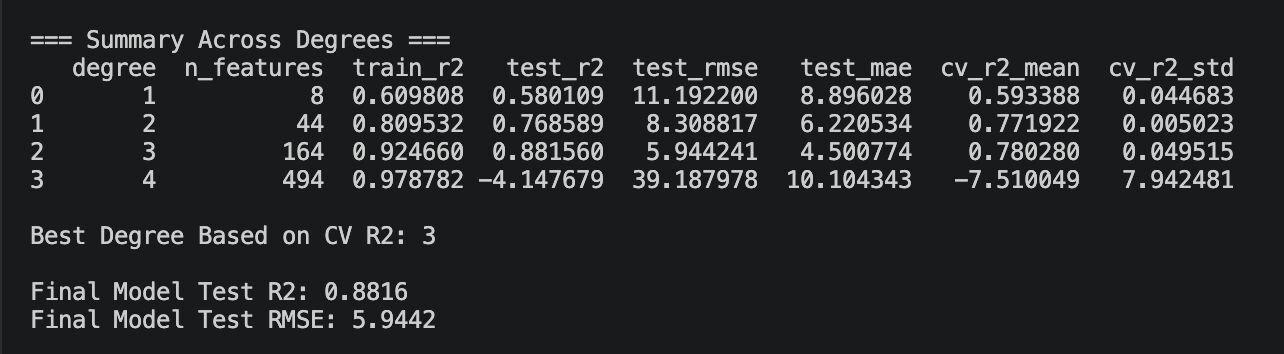 === Summary Across Degrees ===
degree n_features train_r2 test_r2 test_rmse test_mae cv_r2_mean cv_r2_std
0 1 8 0.609808 0.580109 11.192200 8.896028 0.593388 0.044683
1 2 44 0.809532 0.768589 8.308817 6.220534 0.771922 0.005023
2 3 164 0.924660 0.881560 5.944241 4.500774 0.780280 0.049515
3 4 494 0.978782 −4.147679 39.187978 10.104343 −7.510049 7.942481
Best Degree Based on CV R2: 3
Final Model Test R2: 0.8816
Final Model Test RMSE: 5.9442